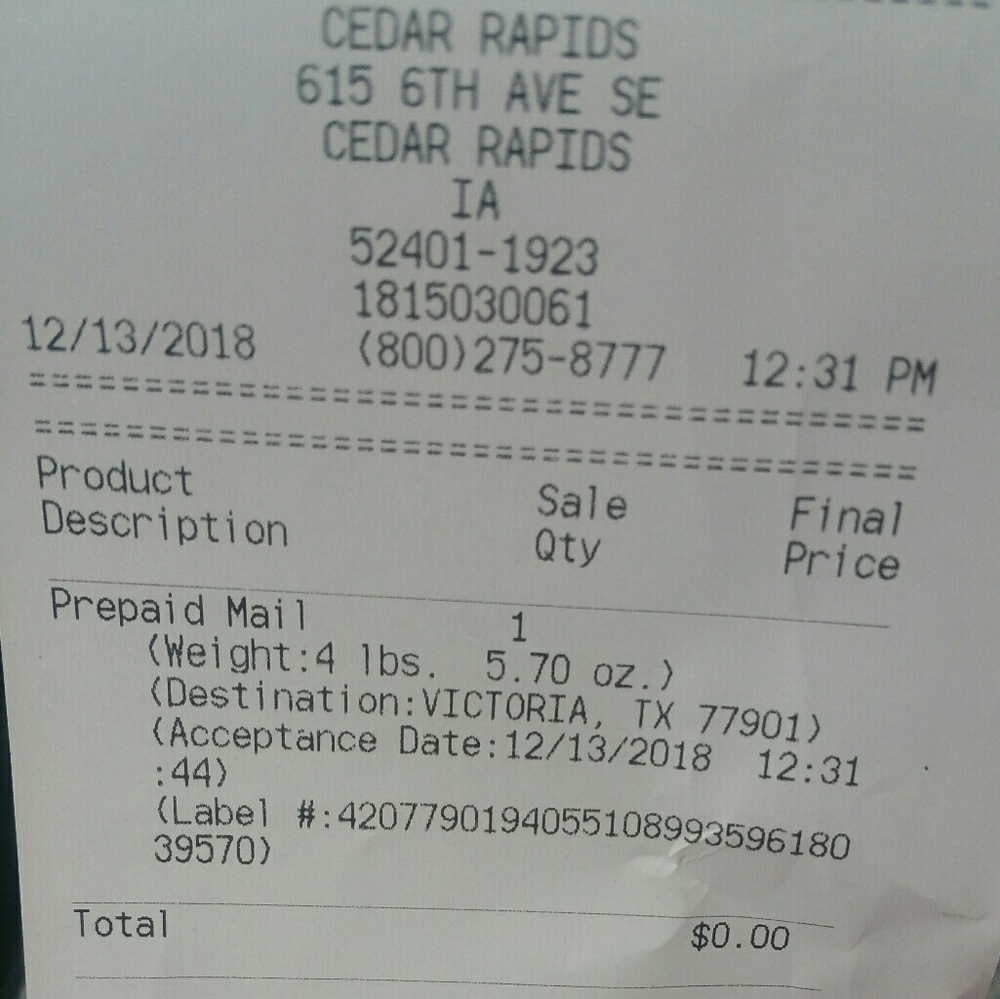 CEDAR RAPIDS
615 6TH AVE SE
CEDAR RAPIDS
IA
52401-1923
1815030061
12/13/2018 (800)275-8777 12:31 PM
========================================
========================================
Product Sale Final
Description Qty Price
Prepaid Mail 1
(Weight:4 lbs. 5.70 oz.)
(Destination:VICTORIA, TX 77901)
(Acceptance Date:12/13/2018 12:31
:44)
(Label #:4207790194055108993596180
39570)
Total $0.00